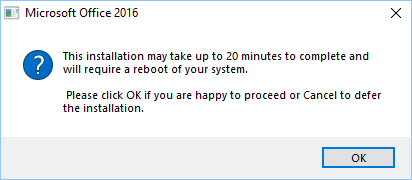 Microsoft Office 2016
This installation may take up to 20 minutes to complete and
will require a reboot of your system.
Please click OK if you are happy to proceed or Cancel to defer
the installation.
OK